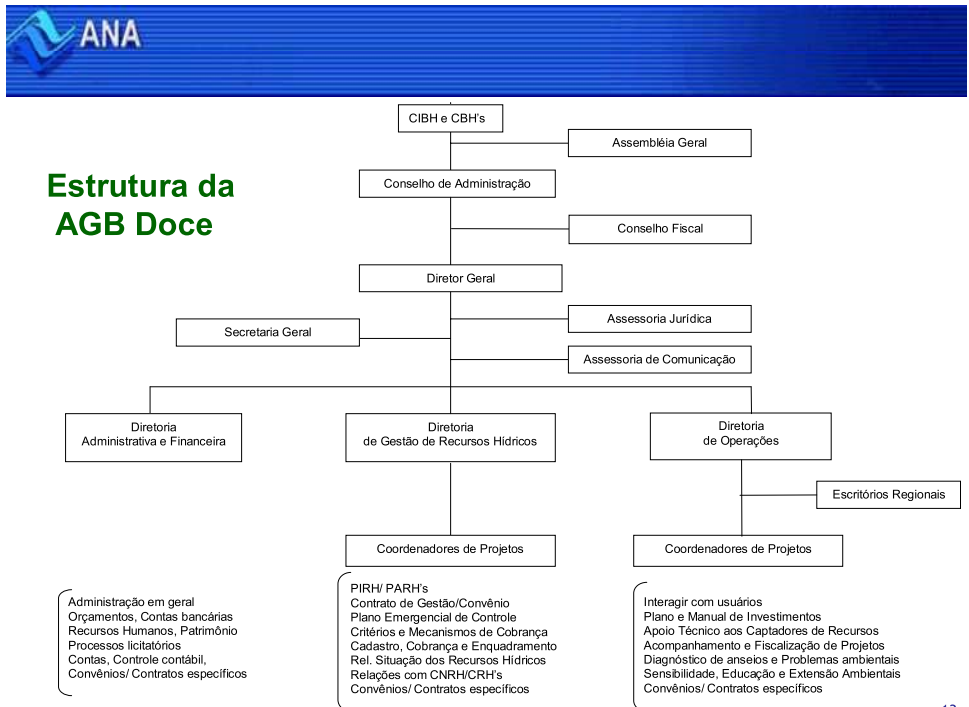 ANA
CIBH e CBH's
Assembléia Geral
Estrutura da
AGB Doce
Conselho de Administração
Conselho Fiscal
Diretor Geral
Assessoria Jurídica
Secretaria Geral
Assessoria de Comunicação
Diretoria
Administrativa e Financeira
Diretoria
de Gestão de Recursos Hídricos
Diretoria
de Operações
Escritórios Regionais
Coordenadores de Projetos
Coordenadores de Projetos
Administração em geral
Orçamentos, Contas bancárias
Recursos Humanos, Patrimônio
Processos licitatórios
Contas, Controle contábil,
Convênios/ Contratos específicos
PIRH/ PARH's
Contrato de Gestão/Convênio
Plano Emergencial de Controle
Critérios e Mecanismos de Cobrança
Cadastro, Cobrança e Enquadramento
Rel. Situação dos Recursos Hídricos
Relações com CNRH/CRH's
Convênios/ Contratos específicos
Interagir com usuários
Plano e Manual de Investimentos
Apoio Técnico aos Captadores de Recursos
Acompanhamento e Fiscalização de Projetos
Diagnóstico de anseios e Problemas ambientais
Sensibilidade, Educação e Extensão Ambientais
Convênios/ Contratos específicos